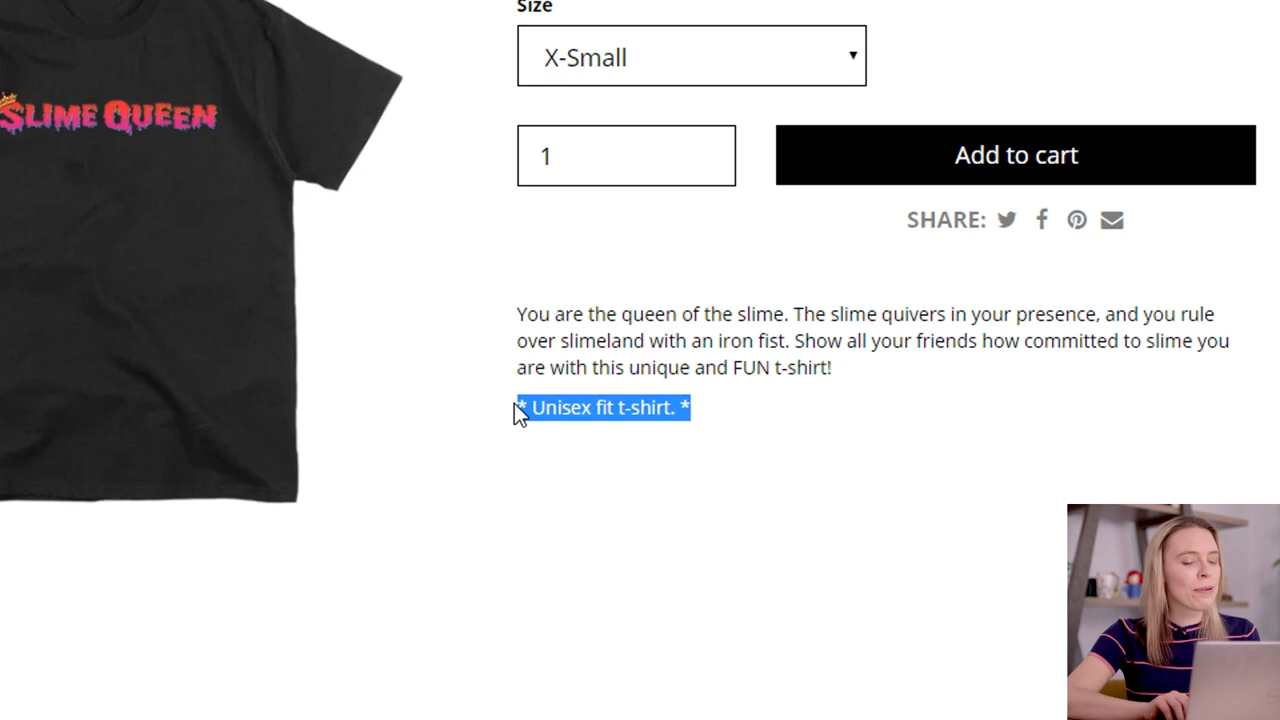 Size
X-Small
SLIME QUEEN
1
Add to cart
SHARE:
You are the queen of the slime. The slime quivers in your presence, and you rule
over slimeland with an iron fist. Show all your friends how committed to slime you
are with this unique and FUN t-shirt!
* Unisex fit t-shirt. *